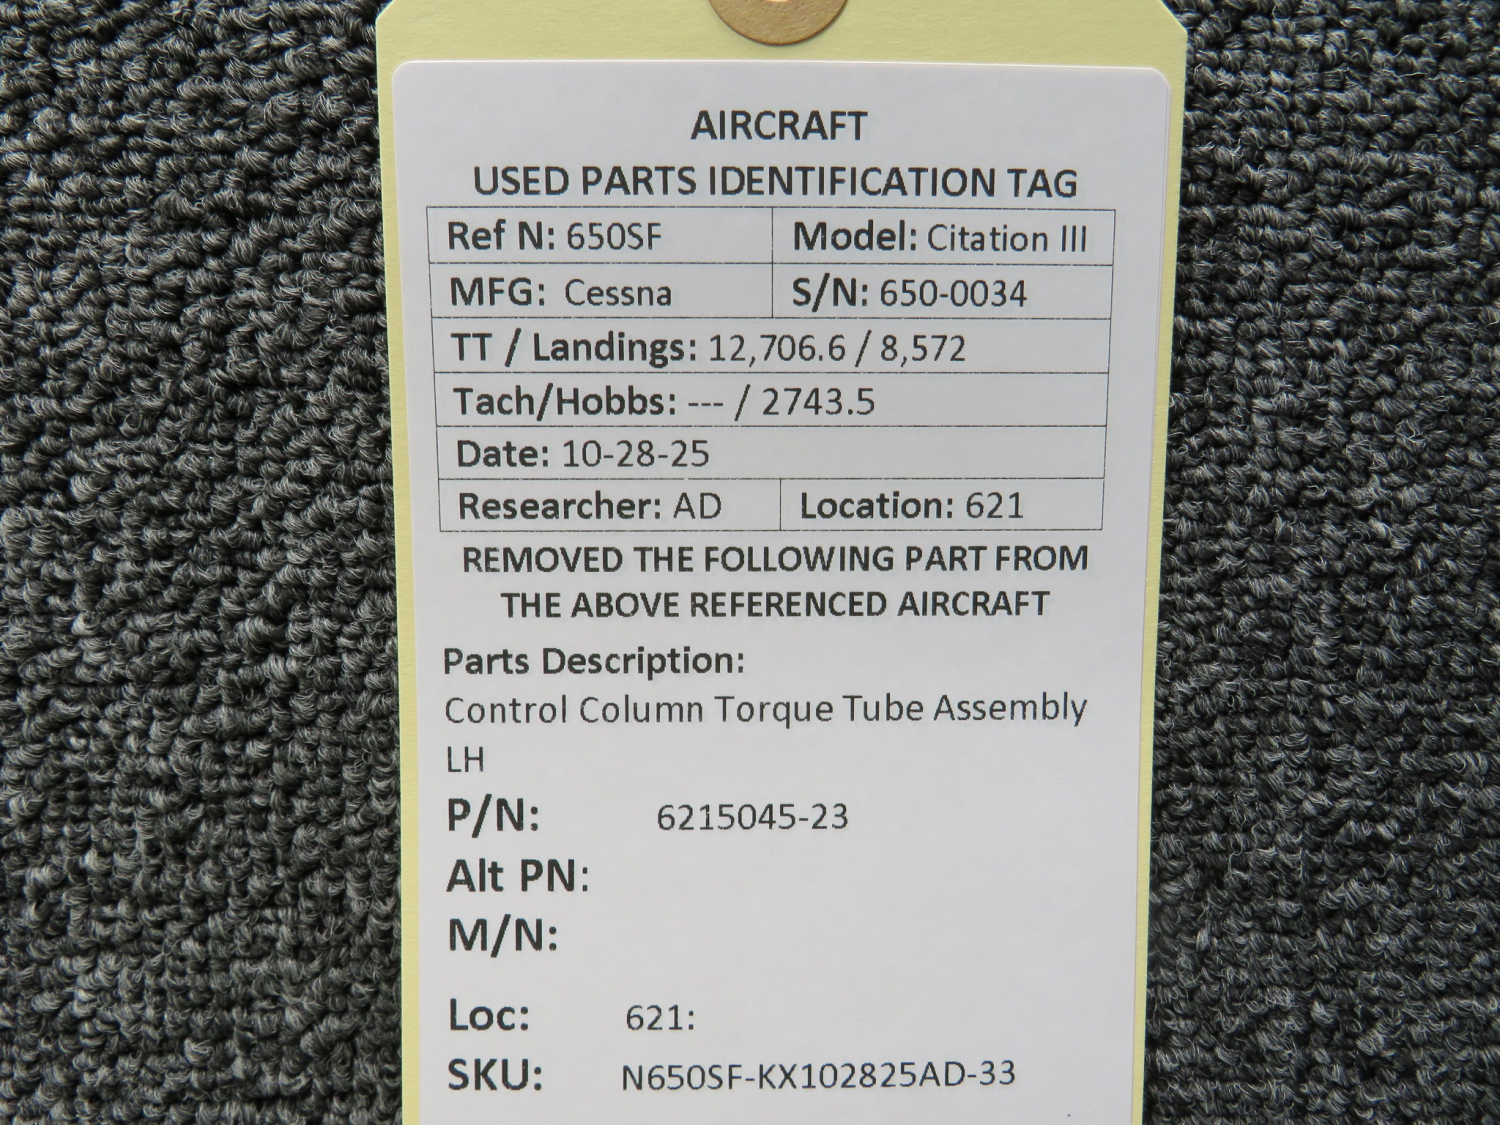 AIRCRAFT
USED PARTS IDENTIFICATION TAG
Ref N: 650SF Model: Citation III
MFG: Cessna S/N: 650-0034
TT / Landings: 12,706.6 / 8,572
Tach/Hobbs: --- / 2743.5
Date: 10-28-25
Researcher: AD Location: 621
REMOVED THE FOLLOWING PART FROM
THE ABOVE REFERENCED AIRCRAFT
Parts Description:
Control Column Torque Tube Assembly
LH
P/N: 6215045-23
Alt PN:
M/N:
Loc: 621:
SKU: N650SF-KX102825AD-33